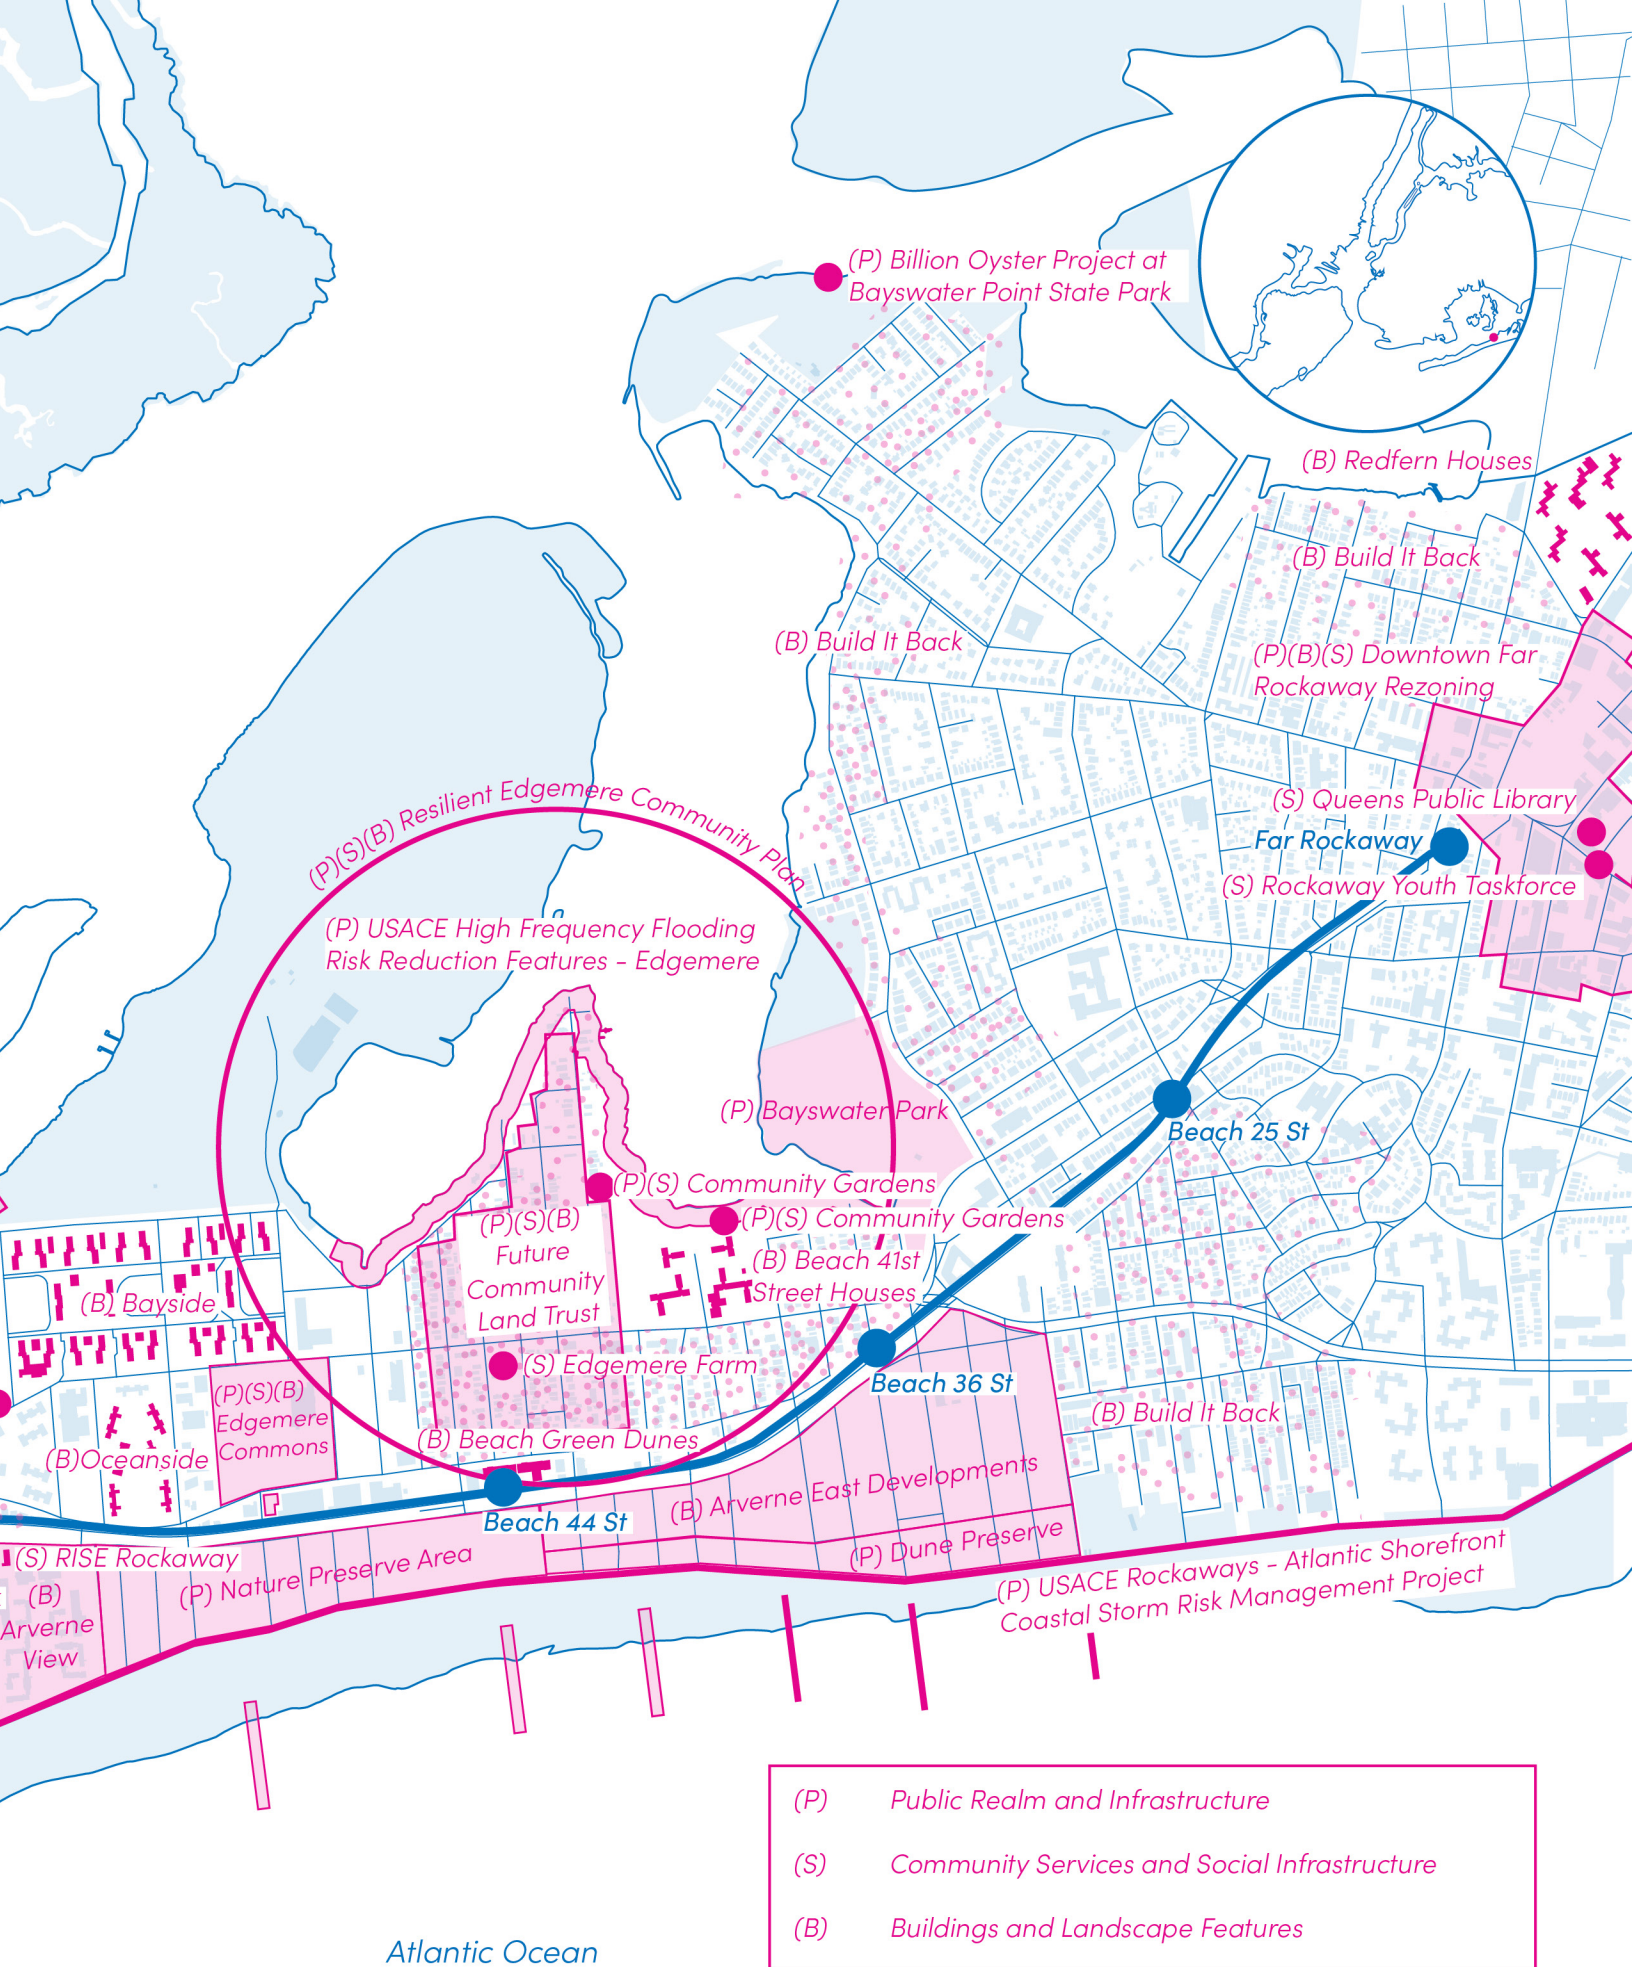 (P) Billion Oyster Project at
Bayswater Point State Park
(B) Redfern Houses
(B) Build It Back
(B) Build It Back
(P)(B)(S) Downtown Far
Rockaway Rezoning
(S) Queens Public Library
Far Rockaway
(S) Rockaway Youth Taskforce
(P)(S)(B) Resilient Edgemere Community Plan
(P) USACE High Frequency Flooding
Risk Reduction Features - Edgemere
(P) Bayswater Park
Beach 25 St
(P)(S) Community Gardens
(P)(S) Community Gardens
(P)(S)(B)
Future
Community
Land Trust
(B) Beach 41st
Street Houses
(B) Bayside
(S) Edgemere Farm
Beach 36 St
(P)(S)(B)
Edgemere
Commons
(B) Build It Back
(B) Beach Green Dunes
(B)Oceanside
(B) Arverne East Developments
Beach 44 St
(P) Dune Preserve
(S) RISE Rockaway
(P) Nature Preserve Area
(B)
Arverne
View
(P) USACE Rockaways - Atlantic Shorefront
Coastal Storm Risk Management Project
(P) Public Realm and Infrastructure
(S) Community Services and Social Infrastructure
(B) Buildings and Landscape Features
Atlantic Ocean